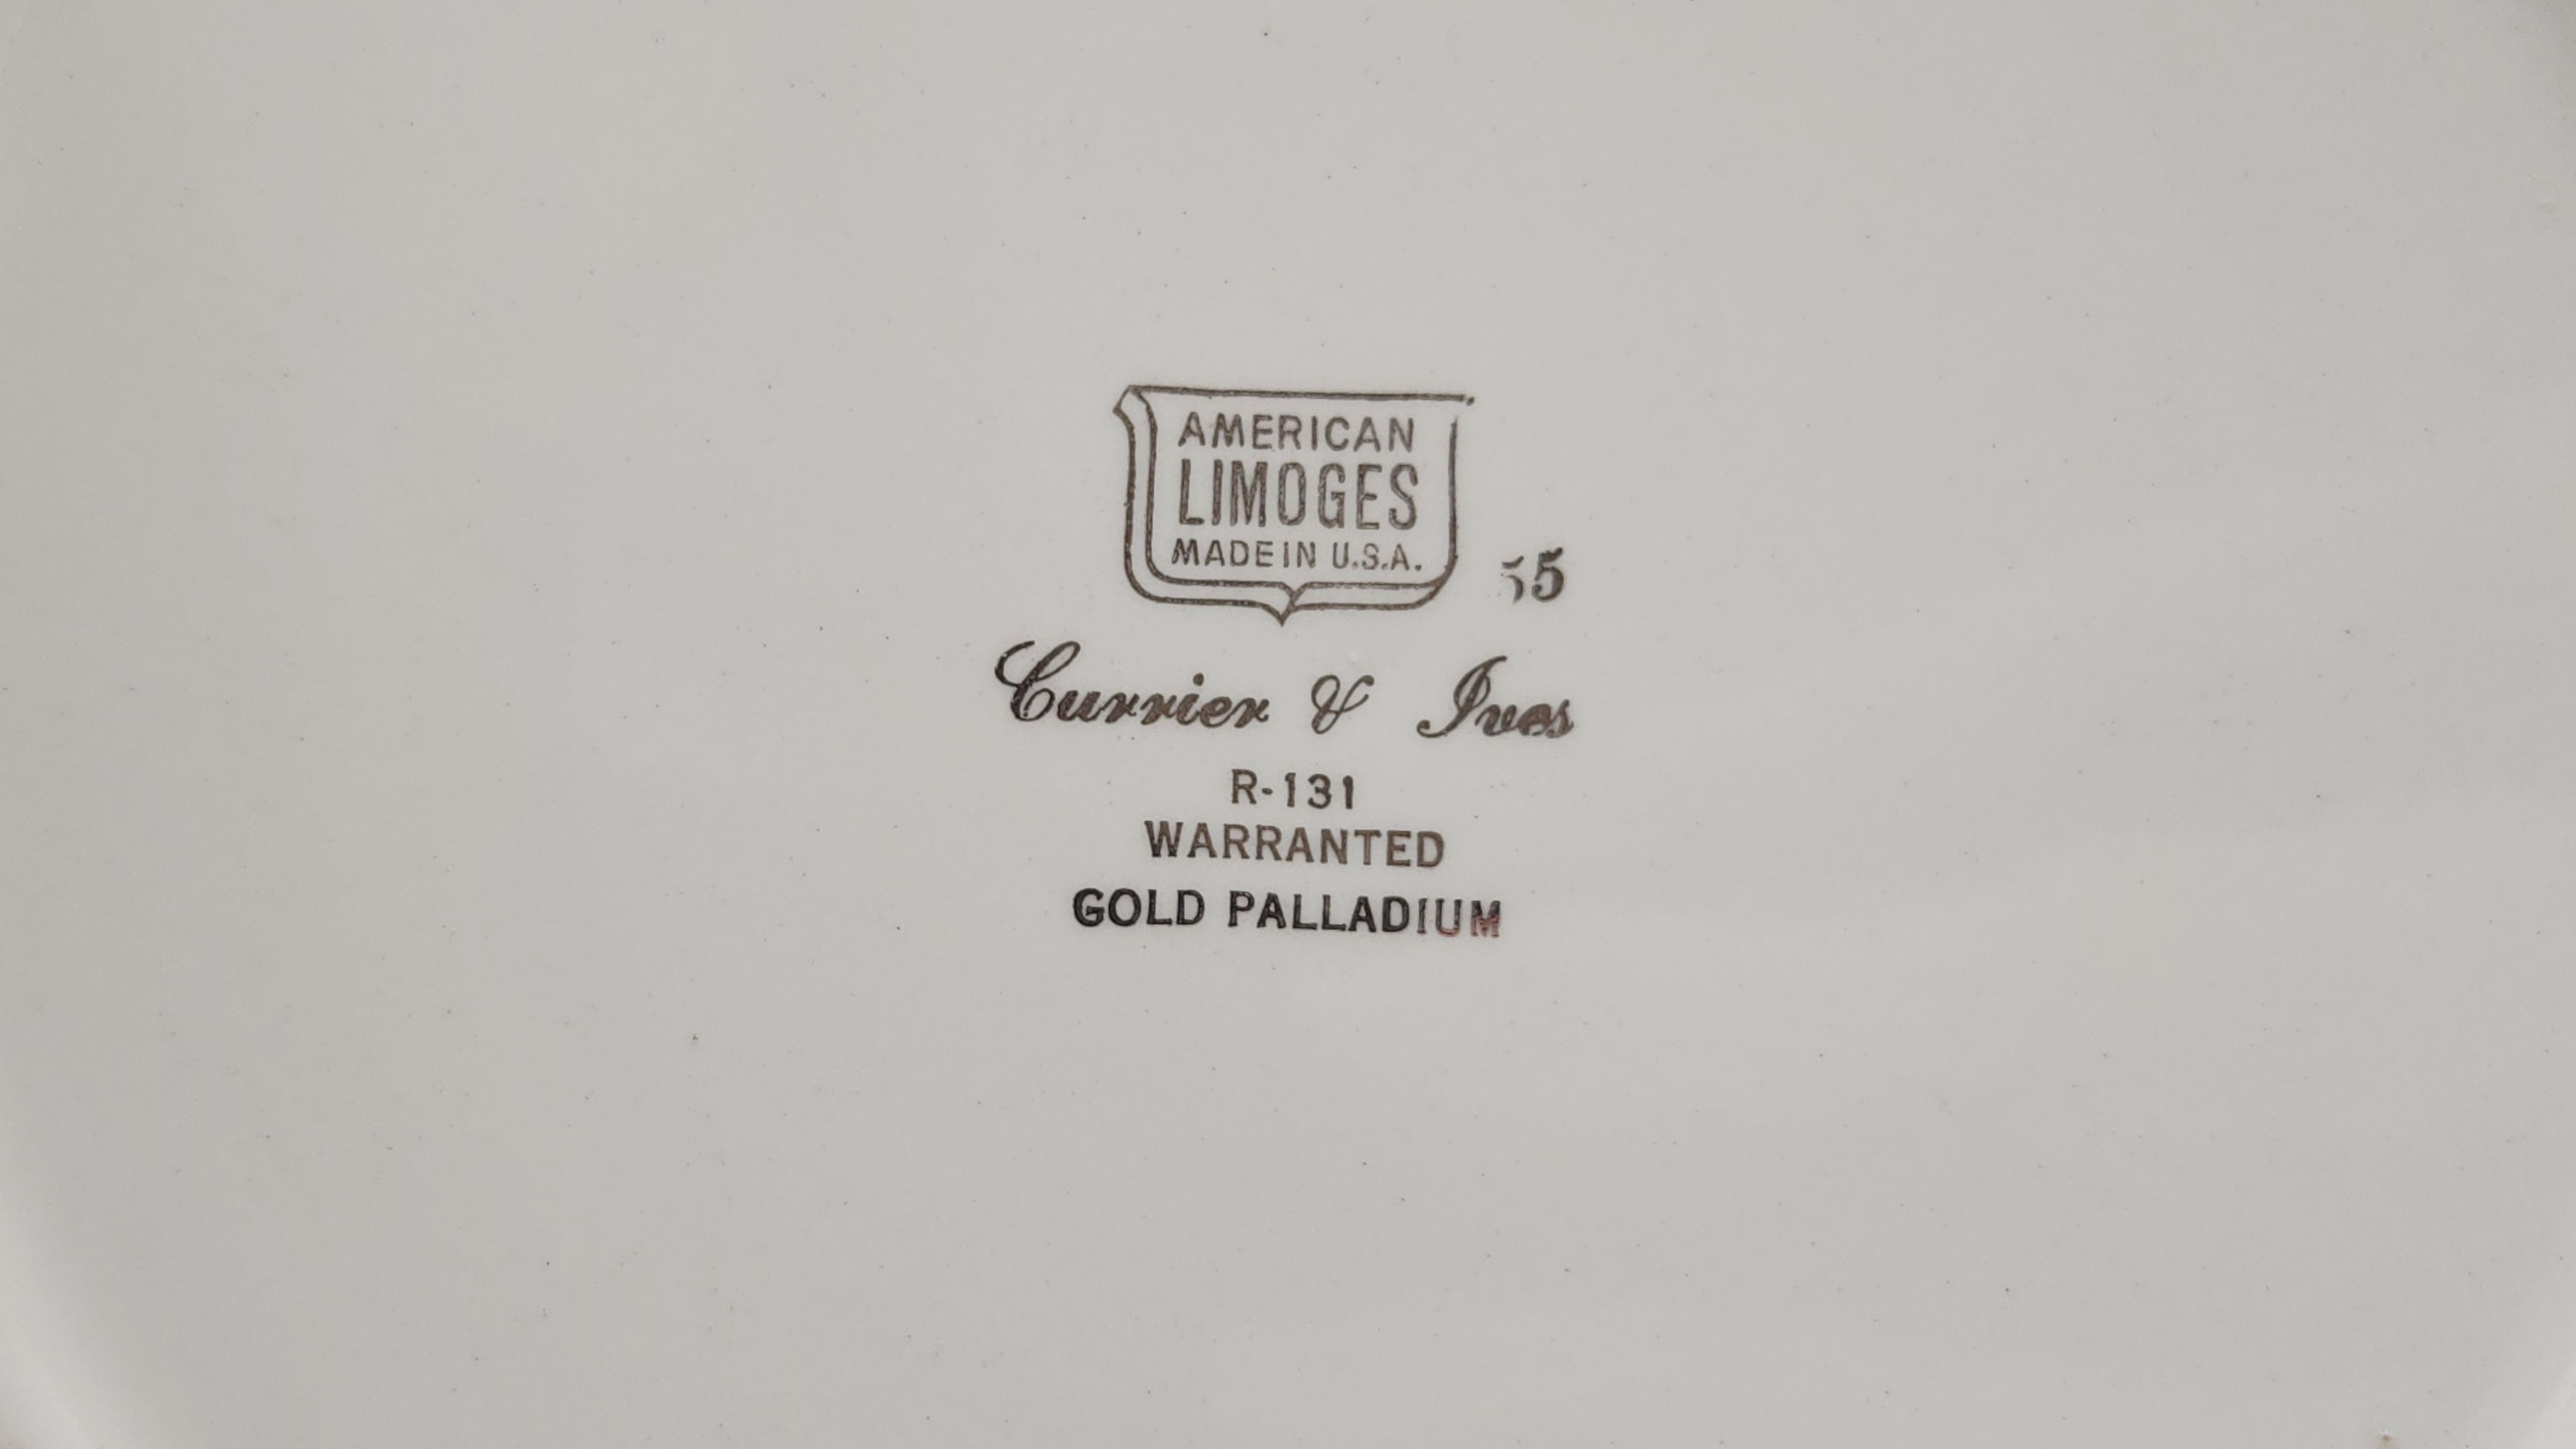 AMERICAN
LIMOGES
MADE IN U.S.A.
55
Currier & Ives
R-131
WARRANTED
GOLD PALLADIUM